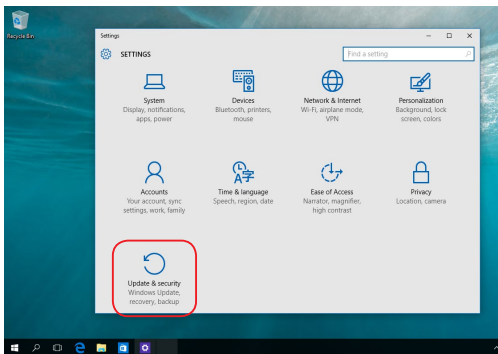 Recycle Bin
Settings
SETTINGS
Find a setting
System
Display, notifications,
apps, power
Devices
Bluetooth, printers,
mouse
Network & Internet
Wi-Fi, airplane mode,
VPN
Personalization
Background, lock
screen, colors
Accounts
Your account, sync
settings, work, family
Time & language
Speech, region, date
Ease of Access
Narrator, magnifier,
high contrast
Privacy
Location, camera
Update & security
Windows Update,
recovery, backup